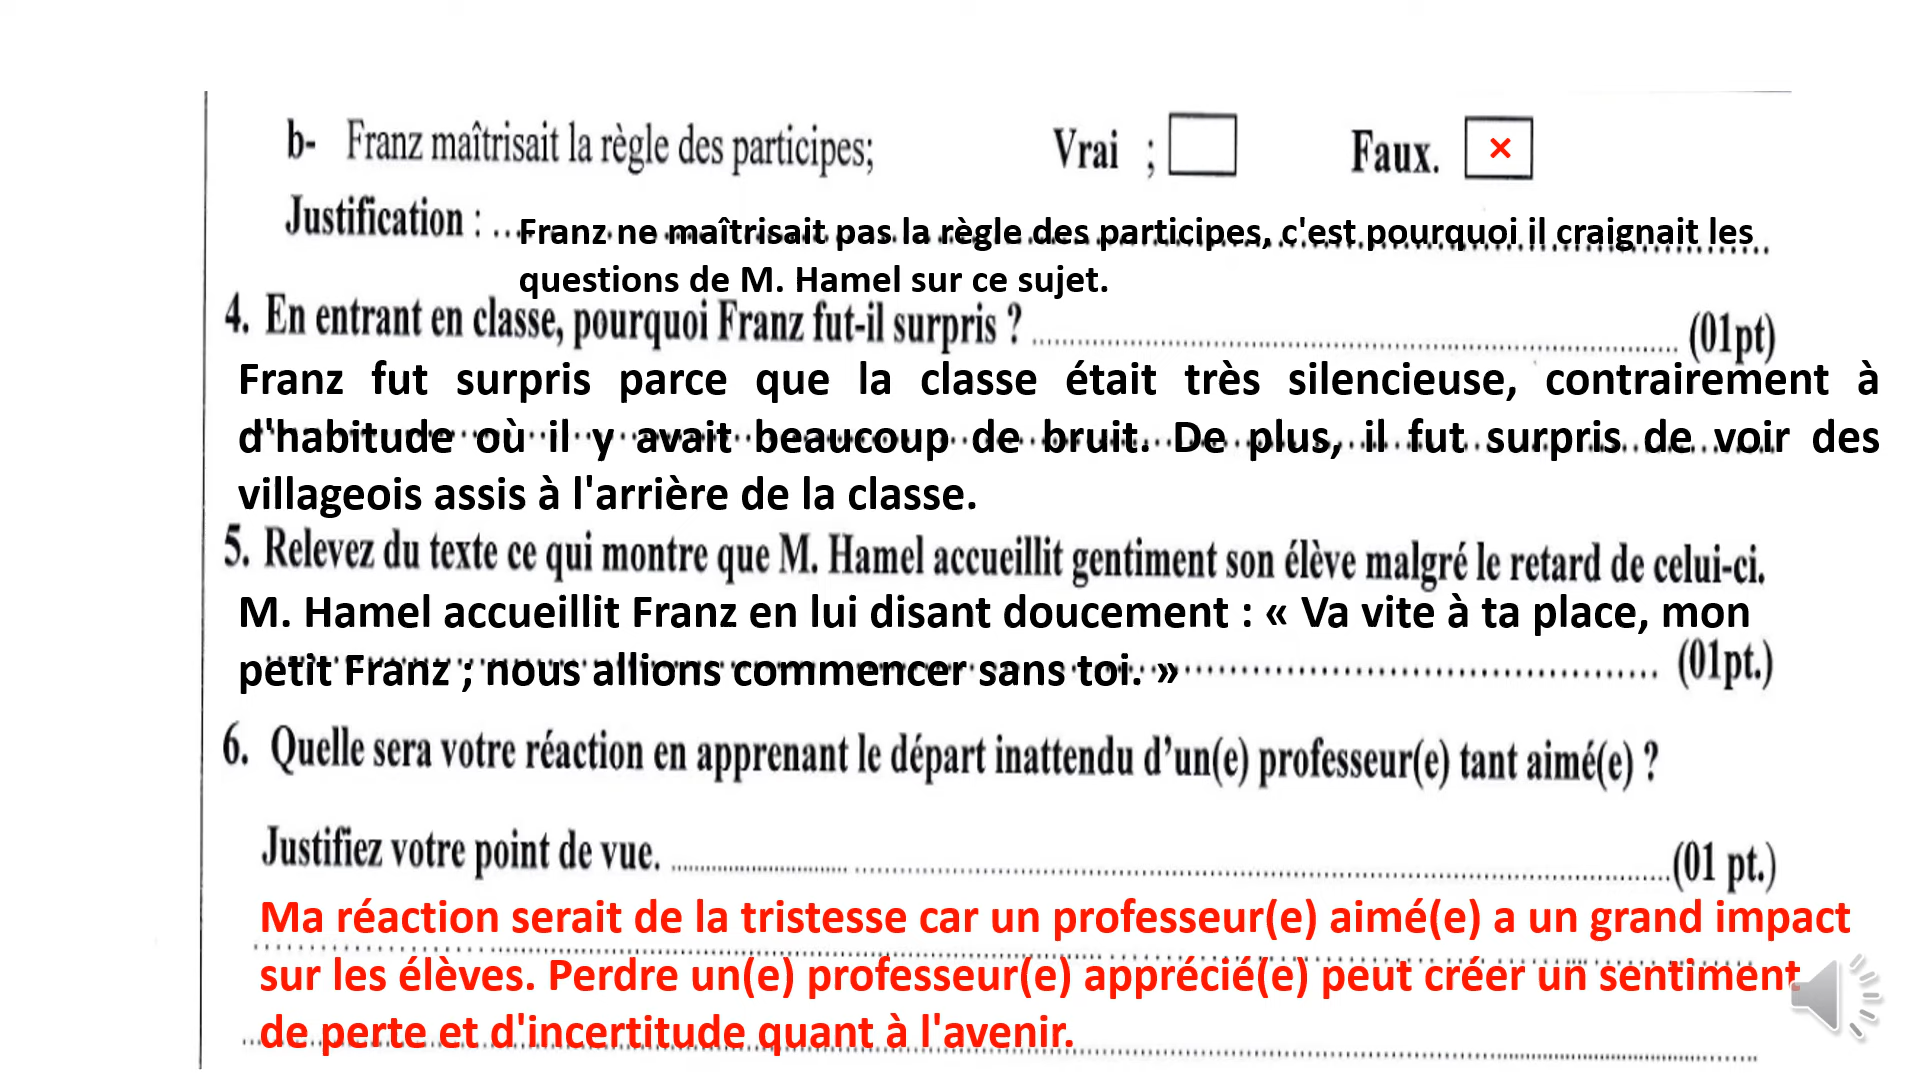 b- Franz maîtrisait la règle des participes; Vrai ; Faux. ×
Justification : ... Franz ne maîtrisait pas la règle des participes, c'est pourquoi il craignait les
questions de M. Hamel sur ce sujet.
4. En entrant en classe, pourquoi Franz fut-il surprís ? ........ (01pt)
Franz fut surpris parce que la classe était très silencieuse, contrairement à
d'habitude où il y avait beaucoup de bruit. De plus, il fut surpris de voir des
villageois assis à l'arrière de la classe.
5. Relevez du texte ce qui montre que M. Hamel accueillit gentiment son élève malgré le retard de celui-ci.
M. Hamel accueillit Franz en lui disant doucement : « Va vite à ta place, mon
petit Franz ; nous allions commencer sans toi. » ........ (01pt.)
6. Quelle sera votre réaction en apprenant le départ inattendu d'un(e) professeur(e) tant aimé(e) ?
Justifiez votre point de vue. ........ (01 pt.)
Ma réaction serait de la tristesse car un professeur(e) aimé(e) a un grand impact
sur les élèves. Perdre un(e) professeur(e) apprécié(e) peut créer un sentiment
de perte et d'incertitude quant à l'avenir.